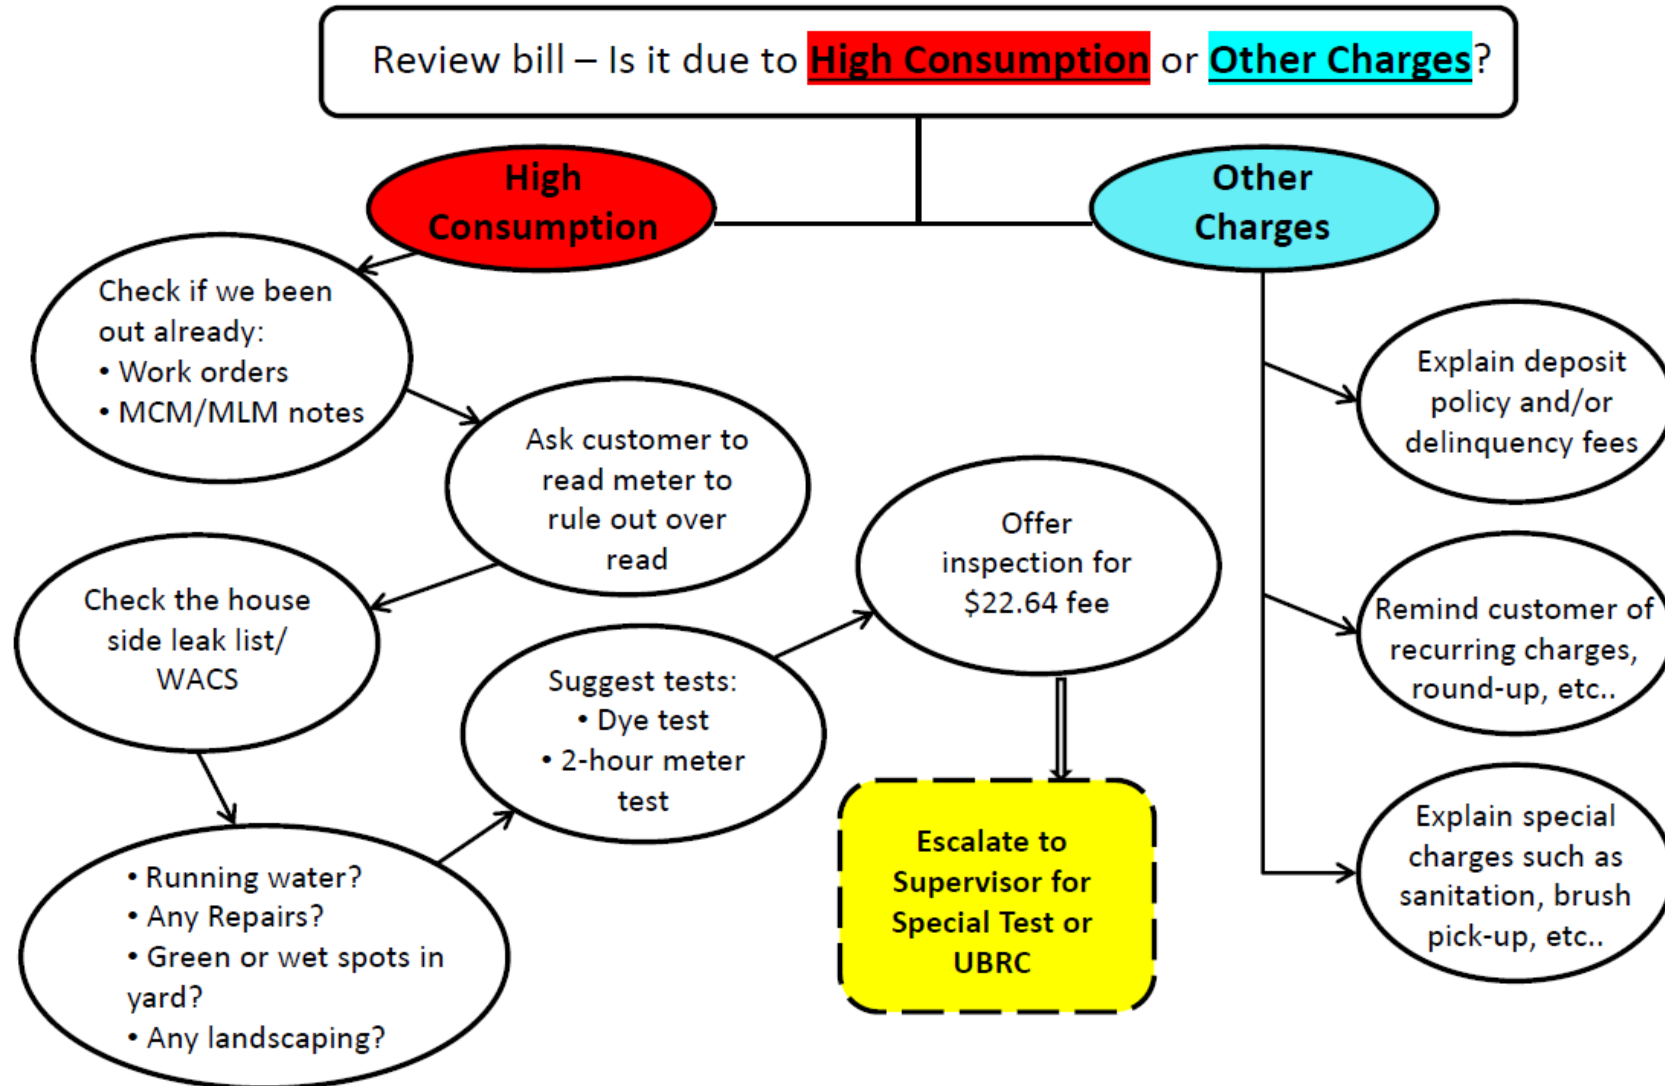 Review bill – Is it due to High Consumption or Other Charges?
High
Consumption
Other
Charges
Check if we been
out already:
• Work orders
• MCM/MLM notes
Ask customer to
read meter to
rule out over
read
Check the house
side leak list/
WACS
• Running water?
• Any Repairs?
• Green or wet spots in
yard?
• Any landscaping?
Suggest tests:
• Dye test
• 2-hour meter
test
Offer
inspection for
$22.64 fee
Escalate to
Supervisor for
Special Test or
UBRC
Explain deposit
policy and/or
delinquency fees
Remind customer of
recurring charges,
round-up, etc..
Explain special
charges such as
sanitation, brush
pick-up, etc..